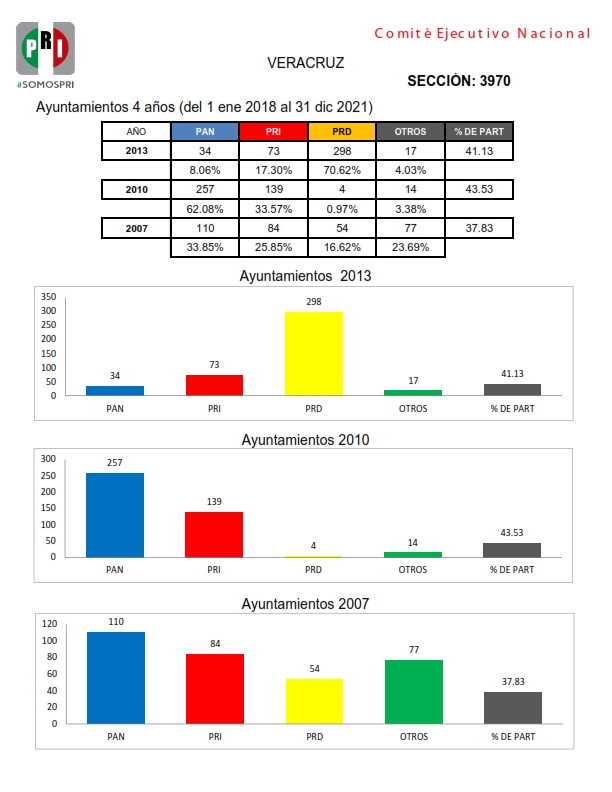 Comité Ejecutivo Nacional
PRI
#SOMOSPRI
VERACRUZ
SECCIÓN: 3970
Ayuntamientos 4 años (del 1 ene 2018 al 31 dic 2021)
AÑO PAN PRI PRD OTROS % DE PART
2013 34 73 298 17 41.13
8.06% 17.30% 70.62% 4.03%
2010 257 139 4 14 43.53
62.08% 33.57% 0.97% 3.38%
2007 110 84 54 77 37.83
33.85% 25.85% 16.62% 23.69%
Ayuntamientos 2013
350
300
250
200
150
100
50
0
34 73 298 17 41.13
PAN PRI PRD OTROS % DE PART
Ayuntamientos 2010
300
250
200
150
100
50
0
257 139 4 14 43.53
PAN PRI PRD OTROS % DE PART
Ayuntamientos 2007
120
100
80
60
40
20
0
110 84 54 77 37.83
PAN PRI PRD OTROS % DE PART